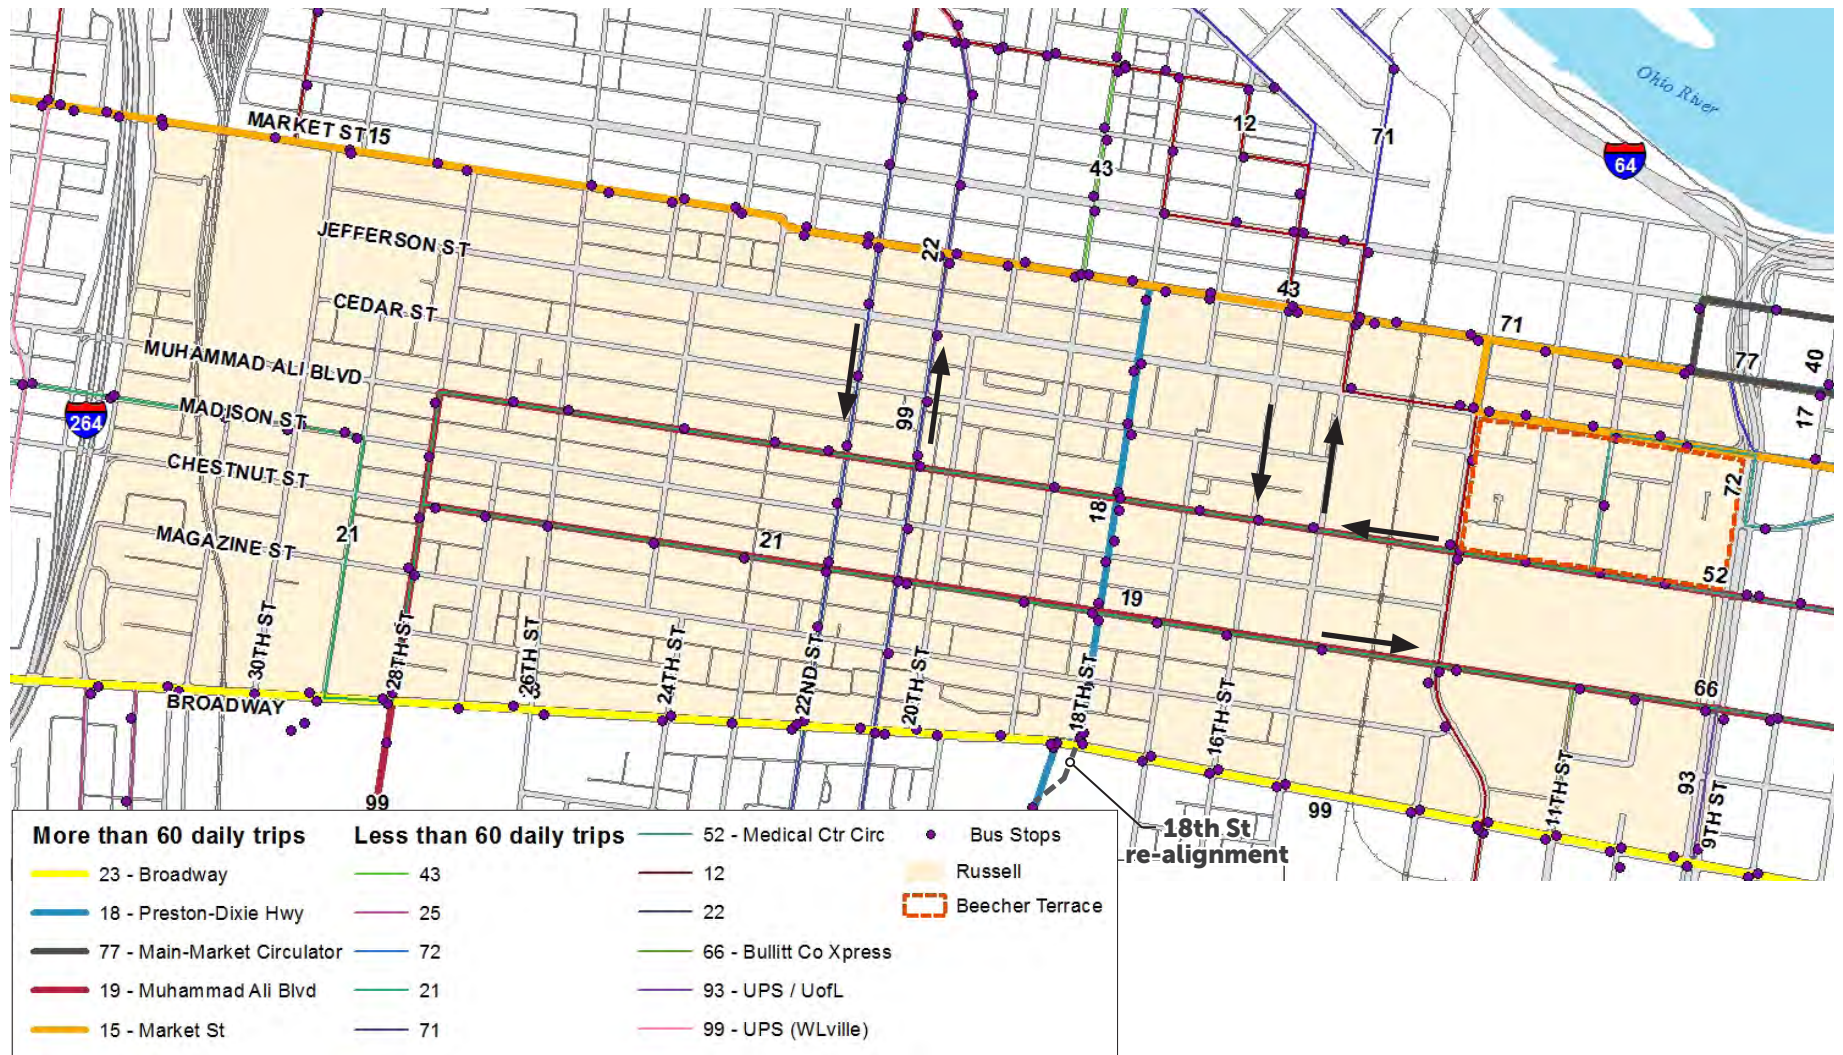 Ohio River
64
MARKET ST
15
12
71
43
JEFFERSON ST
22
CEDAR ST
43
71
77
40
MUHAMMAD ALI BLVD
MADISON ST
264
99
17
CHESTNUT ST
72
18
MAGAZINE ST
21
21
52
19
30TH ST
28TH ST
26TH ST
24TH ST
22ND ST
20TH ST
18TH ST
16TH ST
66
BROADWAY
93
11TH ST
9TH ST
99
99
18th St
re-alignment
More than 60 daily trips
23 - Broadway
18 - Preston-Dixie Hwy
77 - Main-Market Circulator
19 - Muhammad Ali Blvd
15 - Market St
Less than 60 daily trips
43
25
72
21
71
52 - Medical Ctr Circ
12
22
66 - Bullitt Co Xpress
93 - UPS / UofL
99 - UPS (WLville)
Bus Stops
Russell
Beecher Terrace